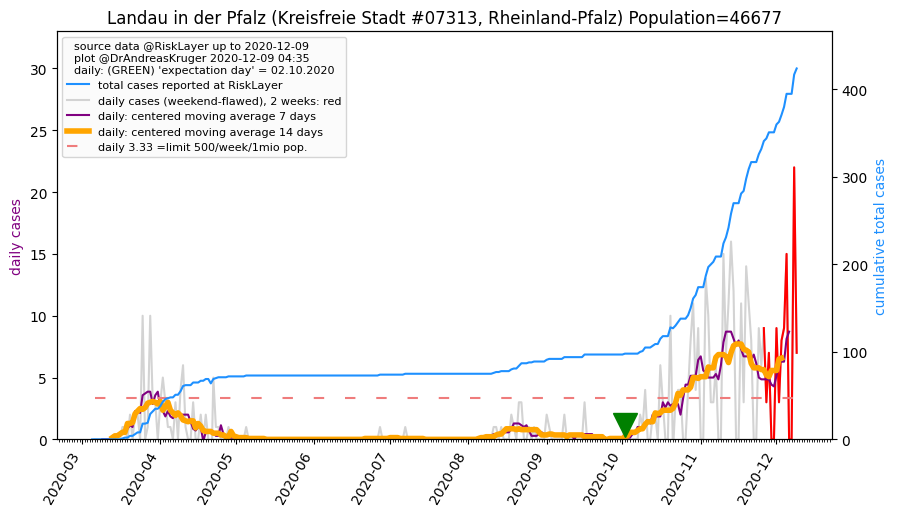 Landau in der Pfalz (Kreisfreie Stadt #07313, Rheinland-Pfalz) Population=46677
source data @RiskLayer up to 2020-12-09
plot @DrAndreasKruger 2020-12-09 04:35
daily: (GREEN) 'expectation day' = 02.10.2020
total cases reported at RiskLayer
daily cases (weekend-flawed), 2 weeks: red
daily: centered moving average 7 days
daily: centered moving average 14 days
daily 3.33 =limit 500/week/1mio pop.
daily cases
30
25
20
15
10
5
0
cumulative total cases
400
300
200
100
0
2020-03
2020-04
2020-05
2020-06
2020-07
2020-08
2020-09
2020-10
2020-11
2020-12